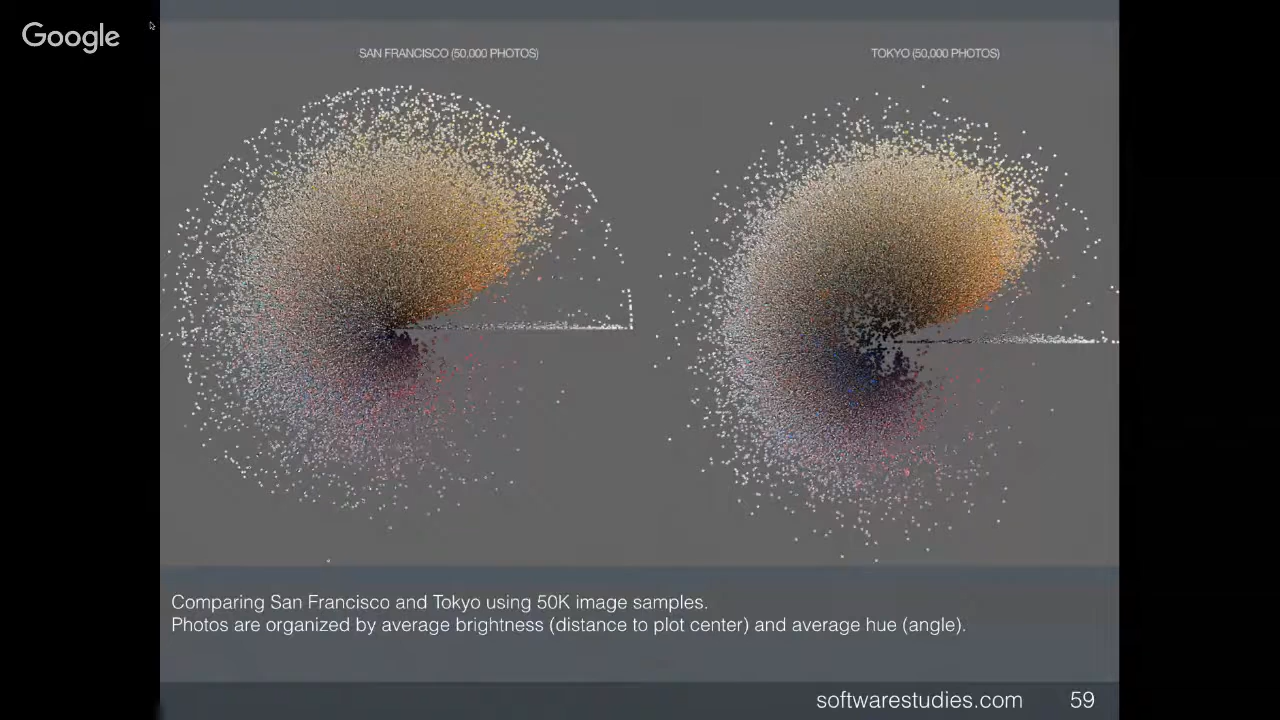 Google
SAN FRANCISCO (50,000 PHOTOS)
TOKYO (50,000 PHOTOS)
Comparing San Francisco and Tokyo using 50K image samples.
Photos are organized by average brightness (distance to plot center) and average hue (angle).
softwarestudies.com 59